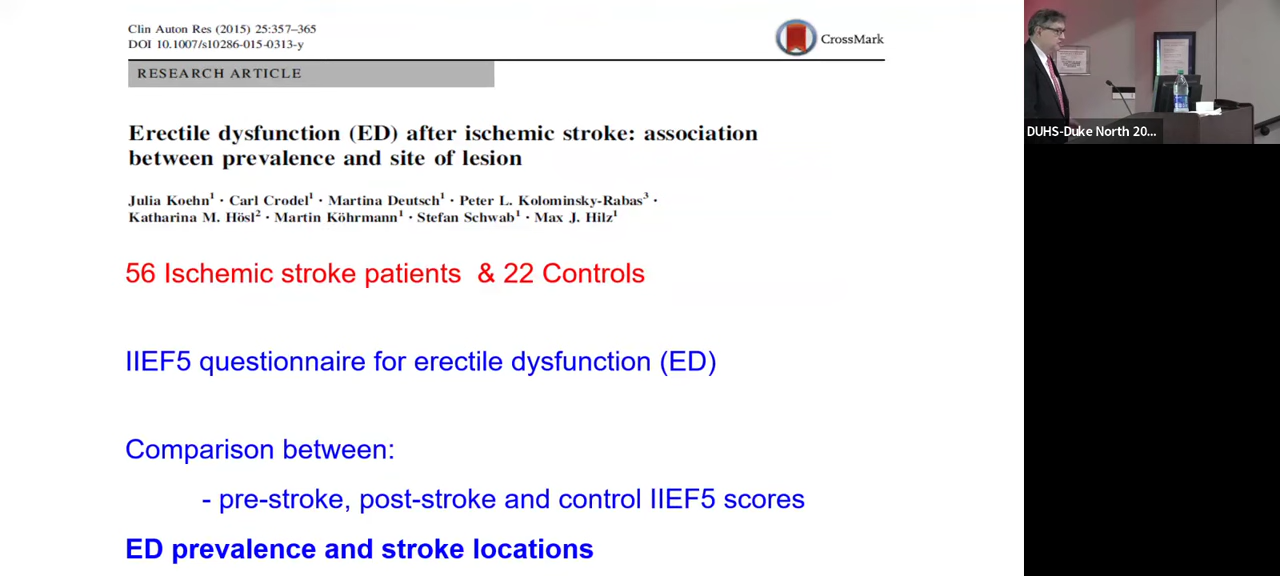 Clin Auton Res (2015) 25:357–365
DOI 10.1007/s10286-015-0313-y
CrossMark
RESEARCH ARTICLE
Erectile dysfunction (ED) after ischemic stroke: association
between prevalence and site of lesion
Julia Koehn1 · Carl Crodel1 · Martina Deutsch1 · Peter L. Kolominsky-Rabas3 ·
Katharina M. Hösl2 · Martin Köhrmann1 · Stefan Schwab1 · Max J. Hilz1
56 Ischemic stroke patients & 22 Controls
IIEF5 questionnaire for erectile dysfunction (ED)
Comparison between:
- pre-stroke, post-stroke and control IIEF5 scores
ED prevalence and stroke locations
DUHS-Duke North 20...